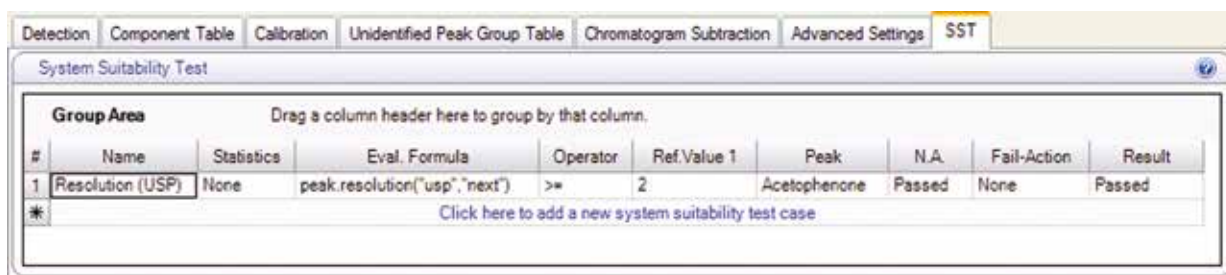 Detection Component Table Calibration Unidentified Peak Group Table Chromatogram Subtraction Advanced Settings SST
System Suitability Test
Group Area Drag a column header here to group by that column.
# Name Statistics Eval. Formula Operator Ref.Value 1 Peak N.A. Fail-Action Result
1 Resolution (USP) None peak.resolution("usp","next") >= 2 Acetophenone Passed None Passed
Click here to add a new system suitability test case